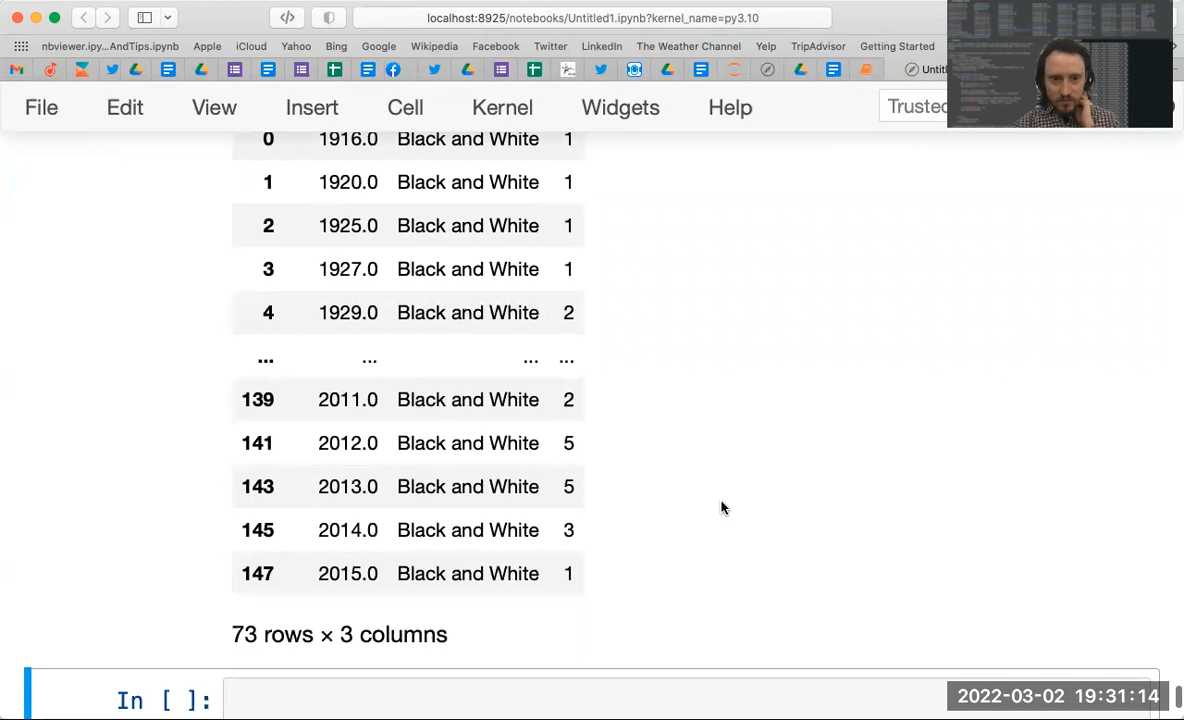 localhost:8925/notebooks/Untitled1.ipynb?kernel_name=py3.10
nbviewer.ipy...AndTips.ipynb Apple iCloud Yahoo Bing Google Wikipedia Facebook Twitter LinkedIn The Weather Channel Yelp TripAdvisor Getting Started
File Edit View Insert Cell Kernel Widgets Help Trusted
0 1916.0 Black and White 1
1 1920.0 Black and White 1
2 1925.0 Black and White 1
3 1927.0 Black and White 1
4 1929.0 Black and White 2
... ... ... ...
139 2011.0 Black and White 2
141 2012.0 Black and White 5
143 2013.0 Black and White 5
145 2014.0 Black and White 3
147 2015.0 Black and White 1
73 rows × 3 columns
In [ ]:
2022-03-02 19:31:14